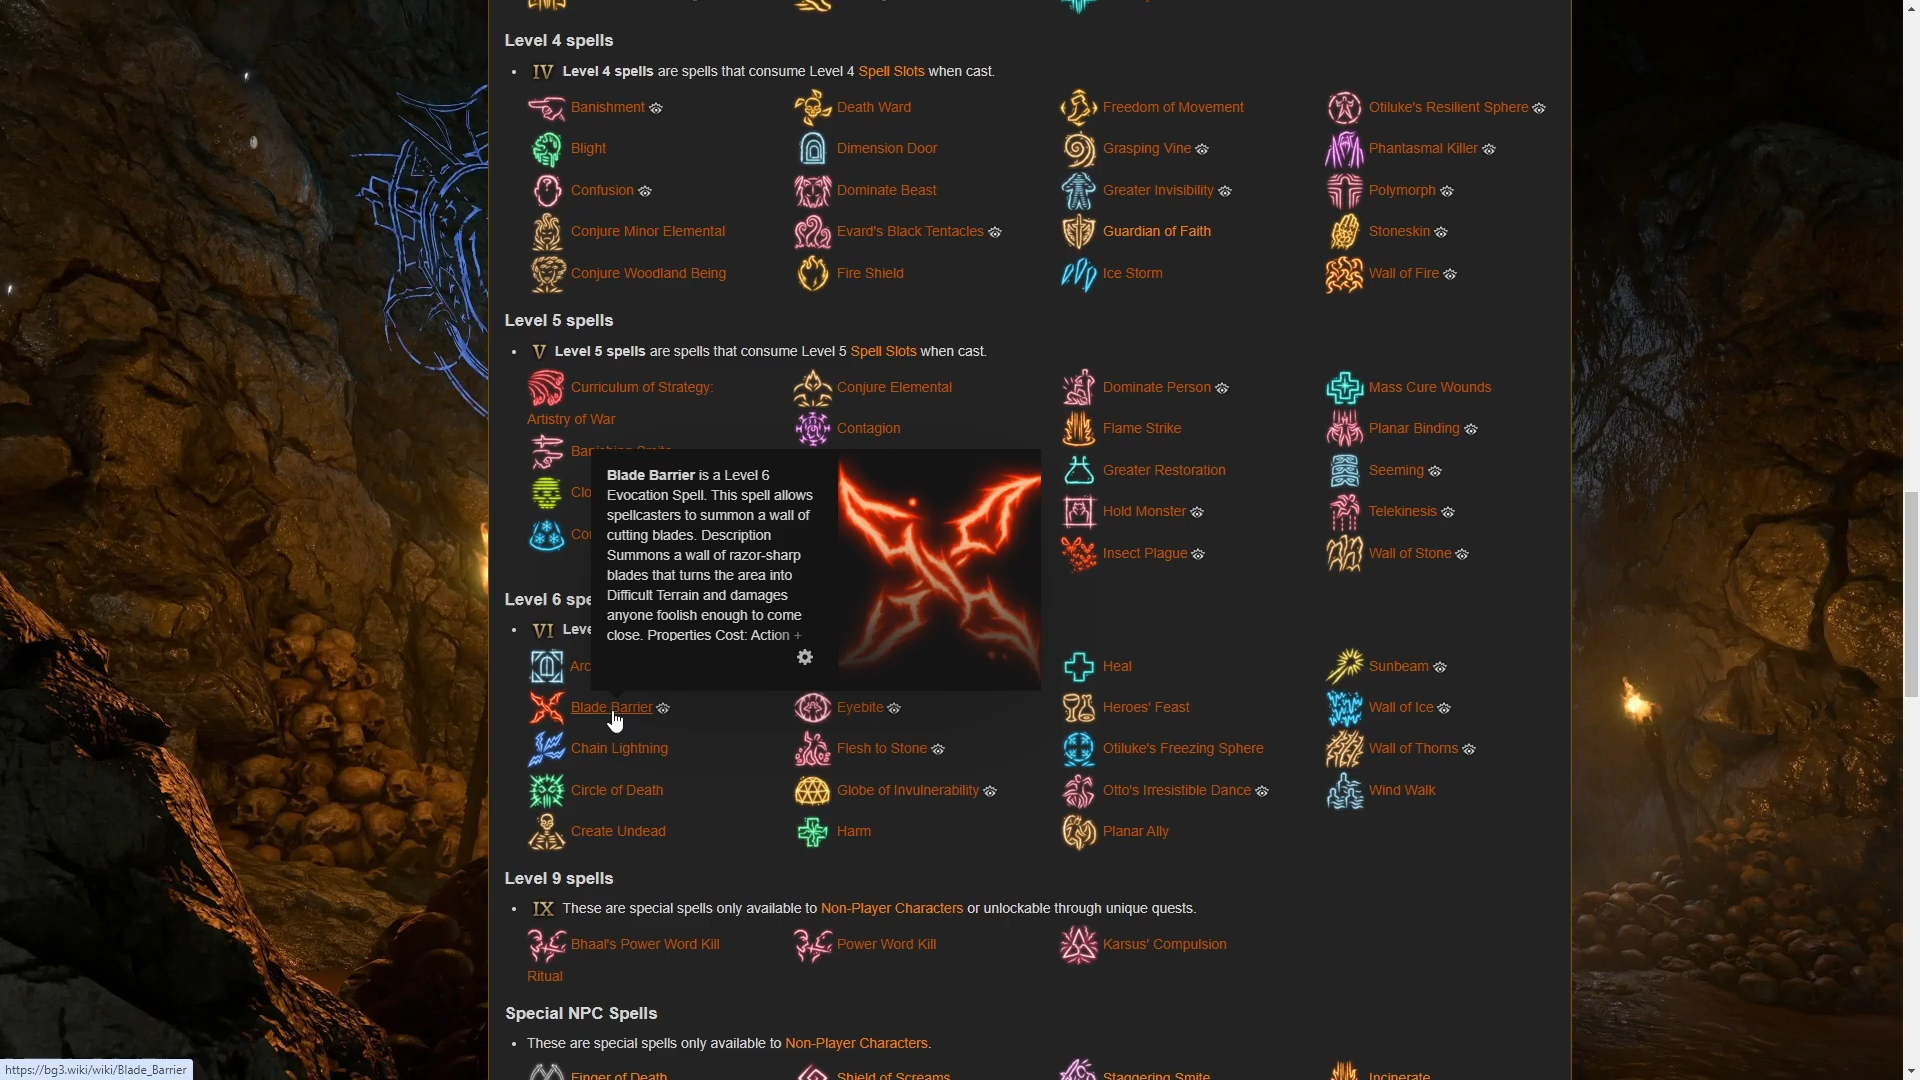 Level 4 spells
IV Level 4 spells are spells that consume Level 4 Spell Slots when cast.
Banishment
Death Ward
Freedom of Movement
Otiluke's Resilient Sphere
Blight
Dimension Door
Grasping Vine
Phantasmal Killer
Confusion
Dominate Beast
Greater Invisibility
Polymorph
Conjure Minor Elemental
Evard's Black Tentacles
Guardian of Faith
Stoneskin
Conjure Woodland Being
Fire Shield
Ice Storm
Wall of Fire
Level 5 spells
V Level 5 spells are spells that consume Level 5 Spell Slots when cast.
Curriculum of Strategy:
Artistry of War
Conjure Elemental
Dominate Person
Mass Cure Wounds
Contagion
Flame Strike
Planar Binding
Greater Restoration
Seeming
Hold Monster
Telekinesis
Insect Plague
Wall of Stone
Blade Barrier is a Level 6
Evocation Spell. This spell allows
spellcasters to summon a wall of
cutting blades. Description
Summons a wall of razor-sharp
blades that turns the area into
Difficult Terrain and damages
anyone foolish enough to come
close. Properties Cost: Action +
Level 6
VI
Heal
Sunbeam
Blade Barrier
Eyebite
Heroes' Feast
Wall of Ice
Chain Lightning
Flesh to Stone
Otiluke's Freezing Sphere
Wall of Thorns
Circle of Death
Globe of Invulnerability
Otto's Irresistible Dance
Wind Walk
Create Undead
Harm
Planar Ally
Level 9 spells
IX These are special spells only available to Non-Player Characters or unlockable through unique quests.
Bhaal's Power Word Kill
Ritual
Power Word Kill
Karsus' Compulsion
Special NPC Spells
These are special spells only available to Non-Player Characters.
Finger of Death
Shield of Screams
Staggering Smite
Incinerate
https://bg3.wiki/wiki/Blade_Barrier